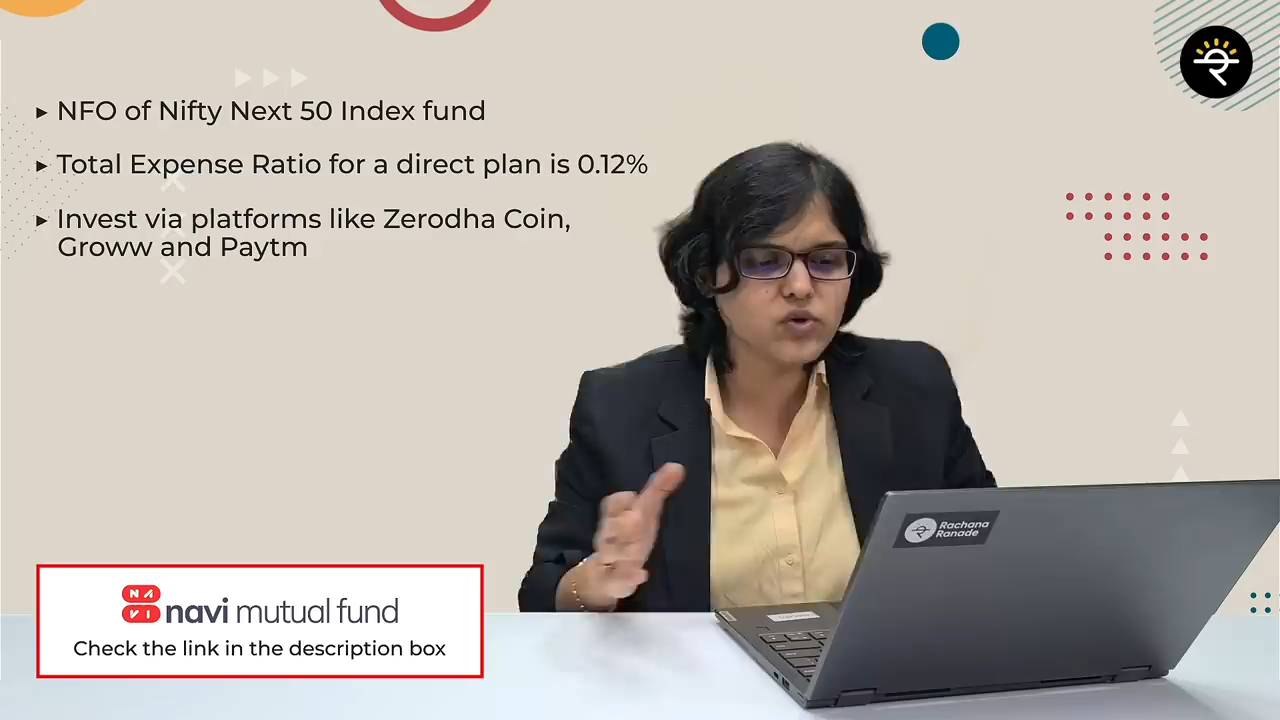 ▸ NFO of Nifty Next 50 Index fund
▸ Total Expense Ratio for a direct plan is 0.12%
▸ Invest via platforms like Zerodha Coin,
Groww and Paytm
Rachana
Ranade
NAVI navi mutual fund
Check the link in the description box